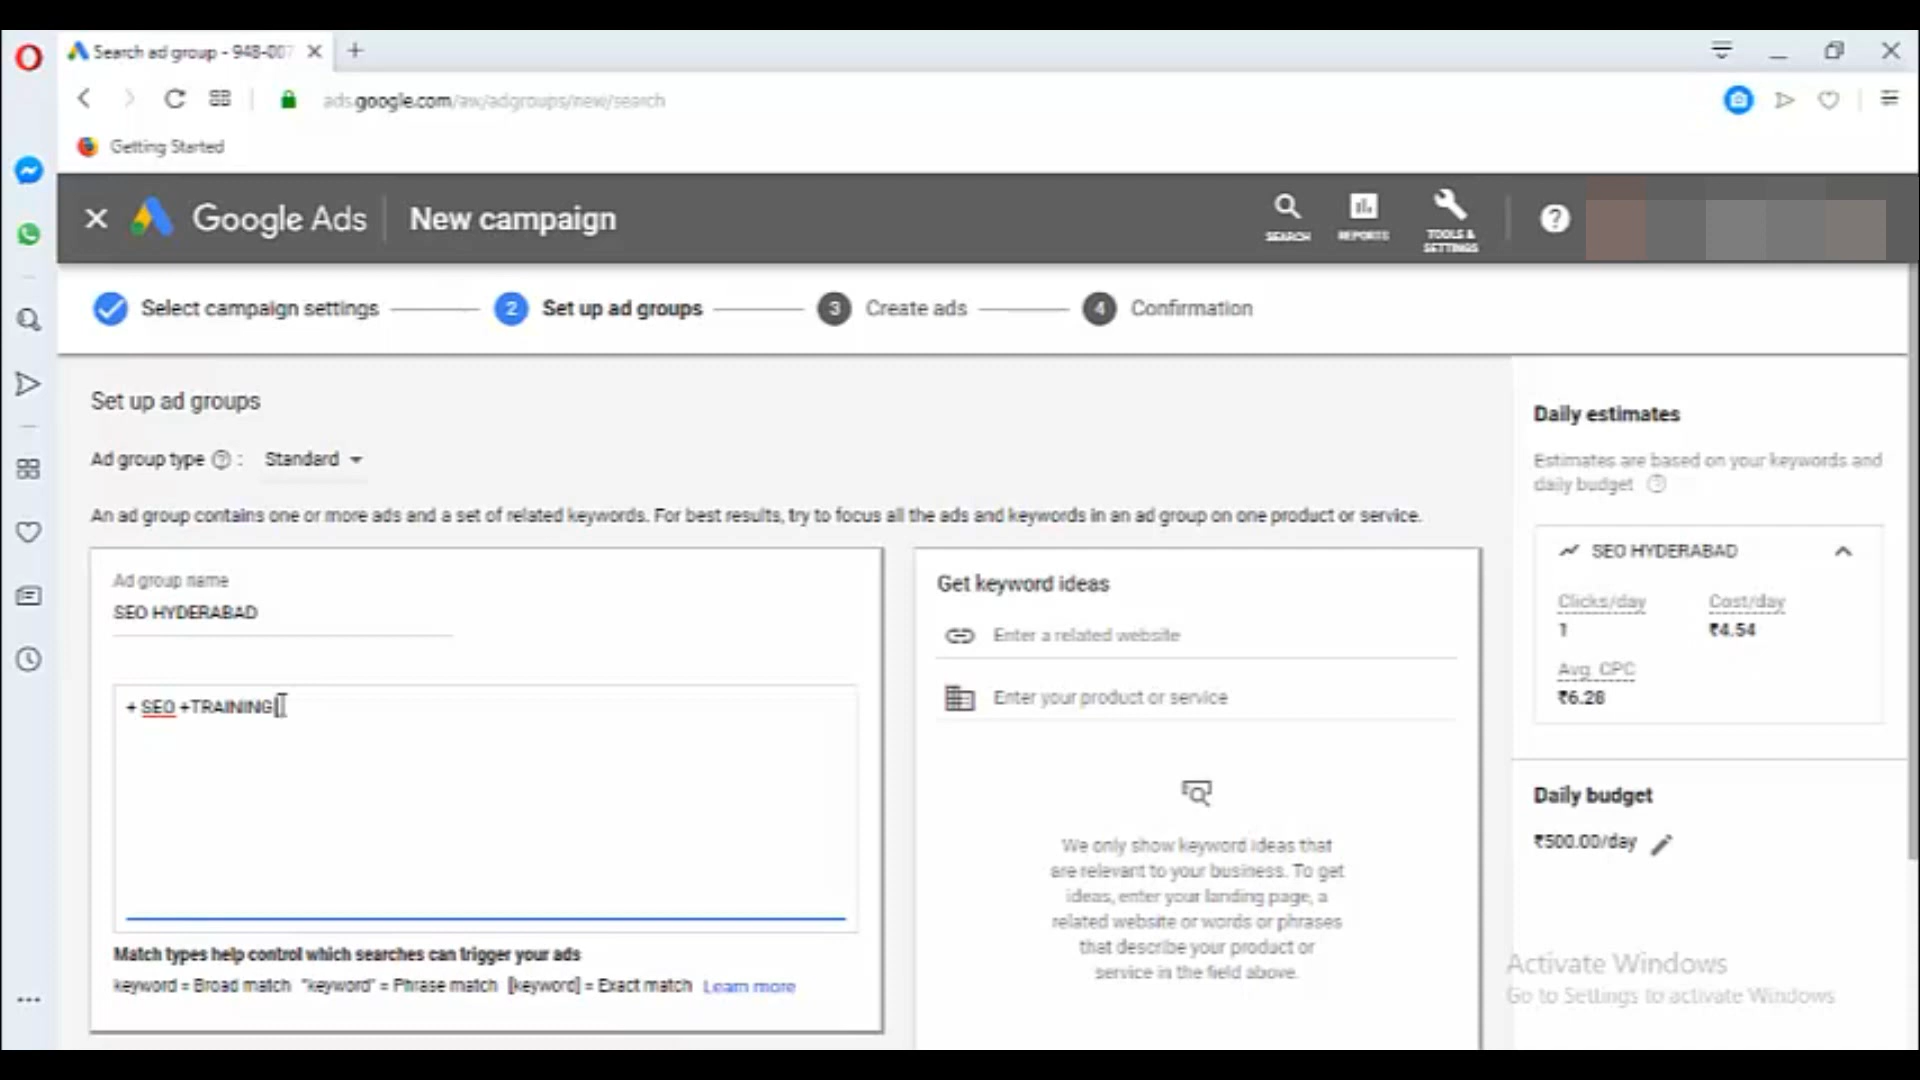 Search ad group - 948-007
ads.google.com/aw/adgroups/new/search
Getting Started
Google Ads
New campaign
SEARCH
REPORTS
TOOLS &
SETTINGS
Select campaign settings
2
Set up ad groups
3
Create ads
4
Confirmation
Set up ad groups
Ad group type ? :
Standard
An ad group contains one or more ads and a set of related keywords. For best results, try to focus all the ads and keywords in an ad group on one product or service.
Ad group name
SEO HYDERABAD
+ SEO +TRAINING
Match types help control which searches can trigger your ads
keyword = Broad match "keyword" = Phrase match [keyword] = Exact match Learn more
Get keyword ideas
Enter a related website
Enter your product or service
We only show keyword ideas that
are relevant to your business. To get
ideas, enter your landing page, a
related website or words or phrases
that describe your product or
service in the field above.
Daily estimates
Estimates are based on your keywords and
daily budget ?
SEO HYDERABAD
Clicks/day
Cost/day
1
₹4.54
Avg. CPC
₹6.28
Daily budget
₹500.00/day
Activate Windows
Go to Settings to activate Windows